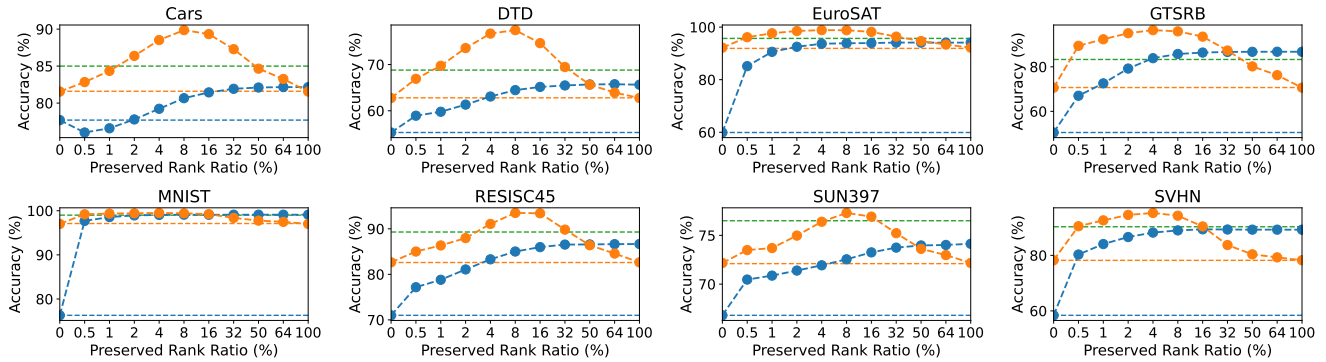 Cars
Accuracy (%)
90
85
80
0 0.5 1 2 4 8 16 32 50 64 100
Preserved Rank Ratio (%)
DTD
Accuracy (%)
70
60
0 0.5 1 2 4 8 16 32 50 64 100
Preserved Rank Ratio (%)
EuroSAT
Accuracy (%)
100
80
60
0 0.5 1 2 4 8 16 32 50 64 100
Preserved Rank Ratio (%)
GTSRB
Accuracy (%)
80
60
0 0.5 1 2 4 8 16 32 50 64 100
Preserved Rank Ratio (%)
MNIST
Accuracy (%)
100
90
80
0 0.5 1 2 4 8 16 32 50 64 100
Preserved Rank Ratio (%)
RESISC45
Accuracy (%)
90
80
70
0 0.5 1 2 4 8 16 32 50 64 100
Preserved Rank Ratio (%)
SUN397
Accuracy (%)
75
70
0 0.5 1 2 4 8 16 32 50 64 100
Preserved Rank Ratio (%)
SVHN
Accuracy (%)
80
60
0 0.5 1 2 4 8 16 32 50 64 100
Preserved Rank Ratio (%)